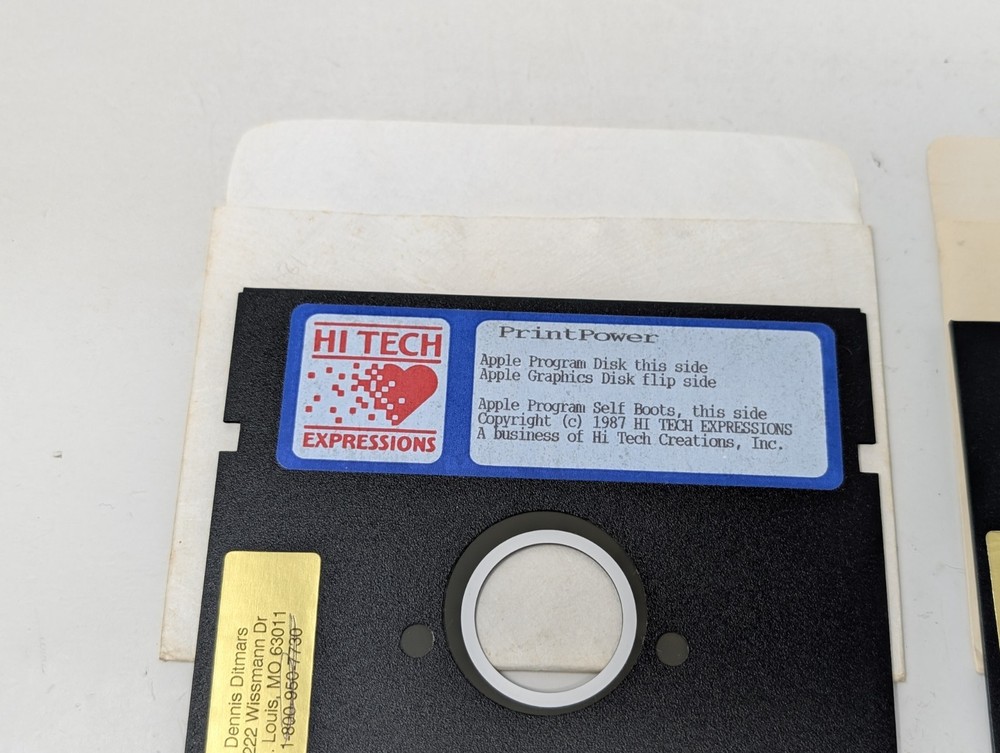 HI TECH
EXPRESSIONS
PrintPower
Apple Program Disk this side
Apple Graphics Disk flip side
Apple Program Self Boots, this side
Copyright (c) 1987 HI TECH EXPRESSIONS
A business of Hi Tech Creations, Inc.
Dennis Ditmars
222 Wissmann Dr
. Louis, MO 63011
1-800-950-7730